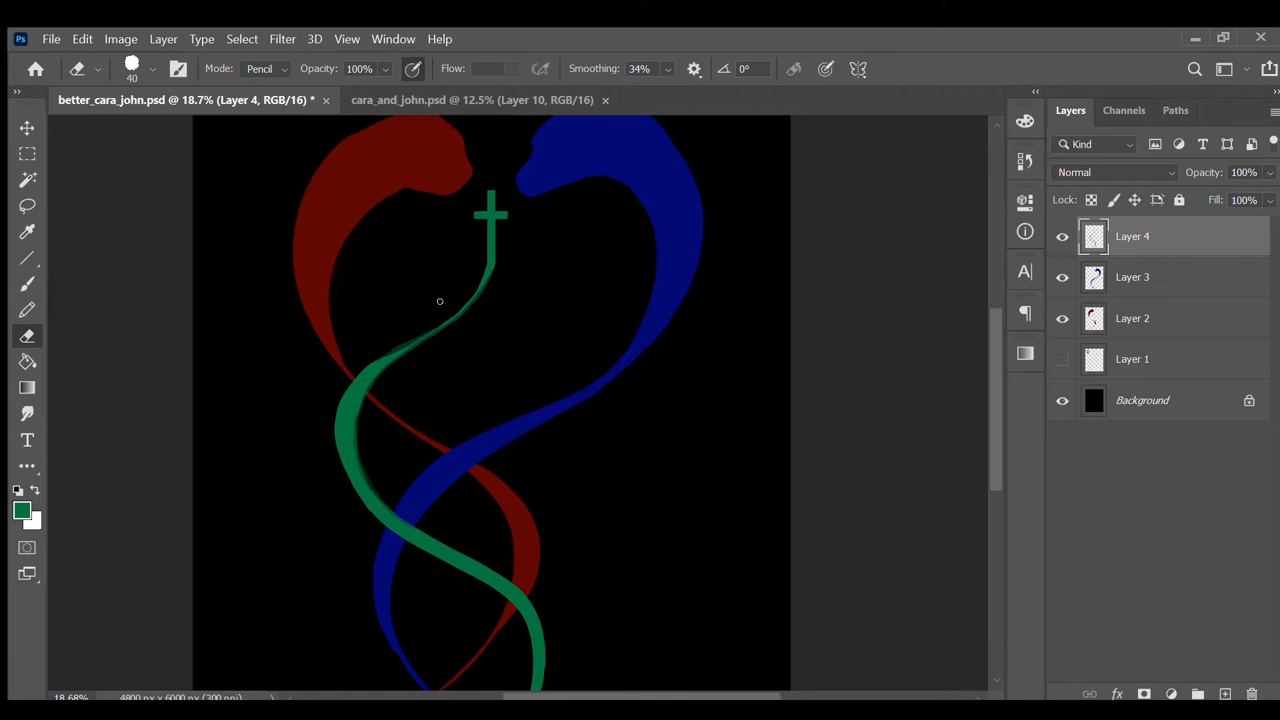 Ps File Edit Image Layer Type Select Filter 3D View Window Help
40 Mode: Pencil Opacity: 100% Flow: Smoothing: 34% 0°
better_cara_john.psd @ 18.7% (Layer 4, RGB/16) * cara_and_john.psd @ 12.5% (Layer 10, RGB/16)
Layers Channels Paths
Kind
Normal Opacity: 100%
Lock: Fill: 100%
Layer 4
Layer 3
Layer 2
Layer 1
Background
18.68% 4800 px x 6000 px (300 ppi)